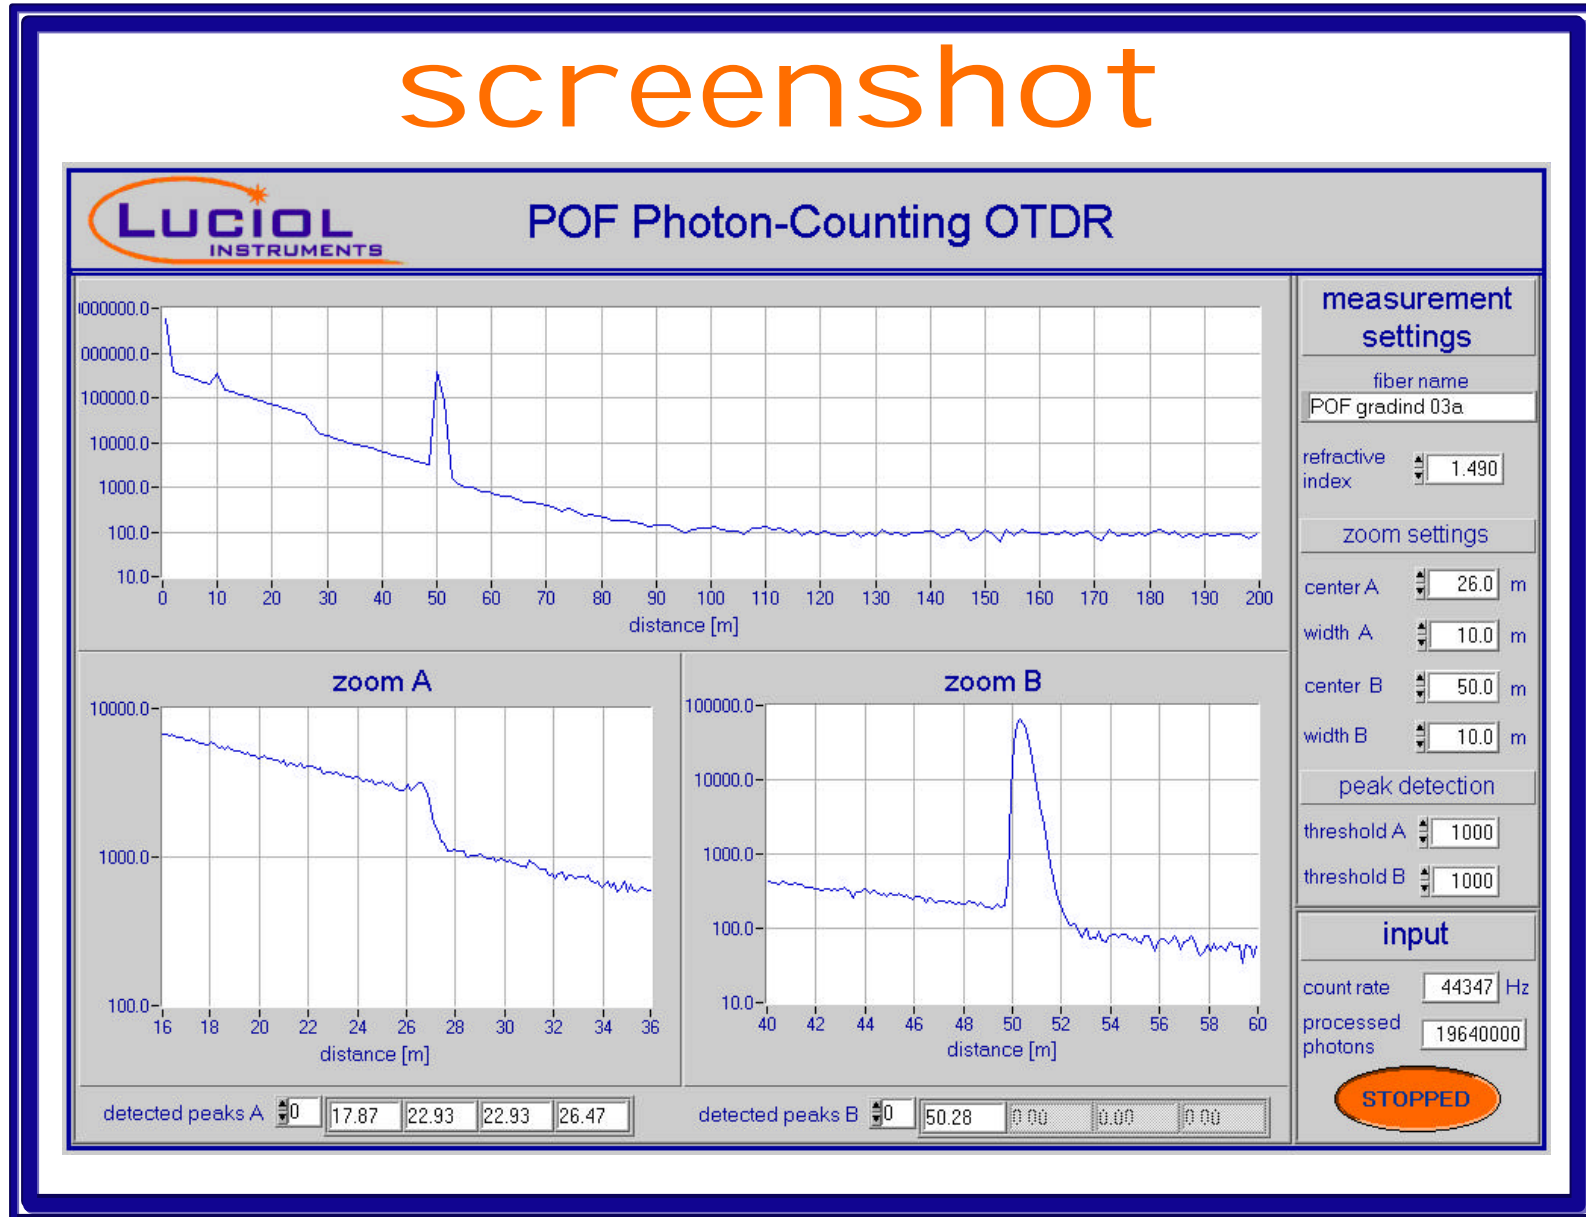 screenshot
LUCIOL
INSTRUMENTS
POF Photon-Counting OTDR
000000.0
000000.0
100000.0
10000.0
1000.0
100.0
10.0
0 10 20 30 40 50 60 70 80 90 100 110 120 130 140 150 160 170 180 190 200
distance [m]
zoom A
10000.0
1000.0
100.0
16 18 20 22 24 26 28 30 32 34 36
distance [m]
zoom B
100000.0
10000.0
1000.0
100.0
10.0
40 42 44 46 48 50 52 54 56 58 60
distance [m]
detected peaks A 0 17.87 22.93 22.93 26.47
detected peaks B 0 50.28 0.00 0.00 0.00
measurement
settings
fiber name
POF gradind 03a
refractive
index 1.490
zoom settings
center A 26.0 m
width A 10.0 m
center B 50.0 m
width B 10.0 m
peak detection
threshold A 1000
threshold B 1000
input
count rate 44347 Hz
processed
photons 19640000
STOPPED